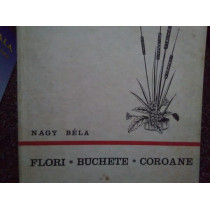 NAGY BÉLA
FLORI • BUCHETE • COROANE